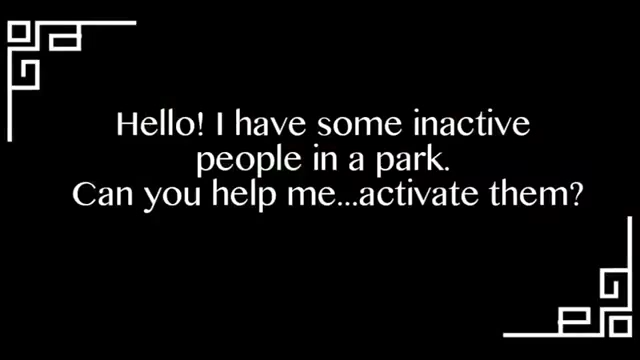 Hello! I have some inactive
people in a park.
Can you help me...activate them?